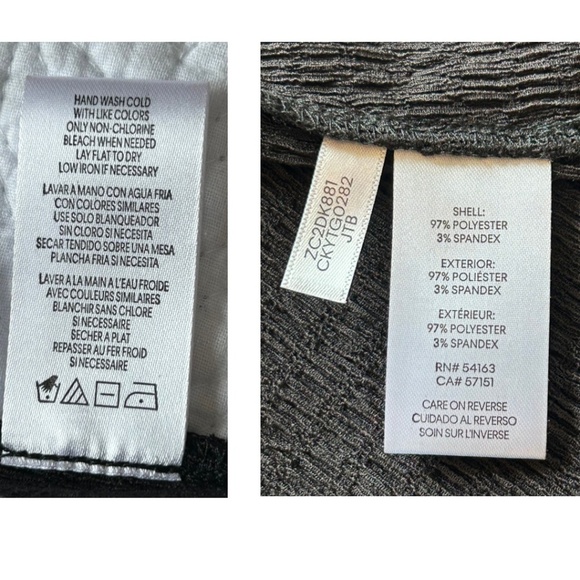 HAND WASH COLD
WITH LIKE COLORS
ONLY NON-CHLORINE
BLEACH WHEN NEEDED
LAY FLAT TO DRY
LOW IRON IF NECESSARY
LAVAR A MANO CON AGUA FRIA
CON COLORES SIMILARES
USE SOLO BLANQUEADOR
SIN CLORO SI NECESITA
SECAR TENDIDO SOBRE UNA MESA
PLANCHA FRIA SI NECESITA
LAVER A LA MAIN A L'EAU FROIDE
AVEC COULEURS SIMILAIRES
BLANCHIR SANS CHLORE
SI NECESSAIRE
SECHER A PLAT
REPASSER AU FER FROID
SI NECESSAIRE
ZC2DK881
CKYTG0282
JTB
SHELL:
97% POLYESTER
3% SPANDEX
EXTERIOR:
97% POLIÉSTER
3% SPANDEX
EXTÉRIEUR:
97% POLYESTER
3% SPANDEX
RN# 54163
CA# 57151
CARE ON REVERSE
CUIDADO AL REVERSO
SOIN SUR L'INVERSE